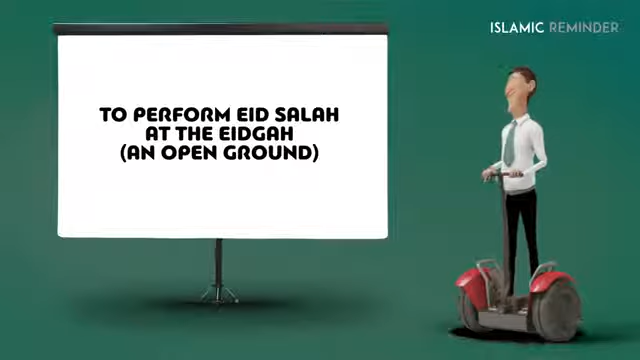 ISLAMIC REMINDER
TO PERFORM EID SALAH
AT THE EIDGAH
(AN OPEN GROUND)